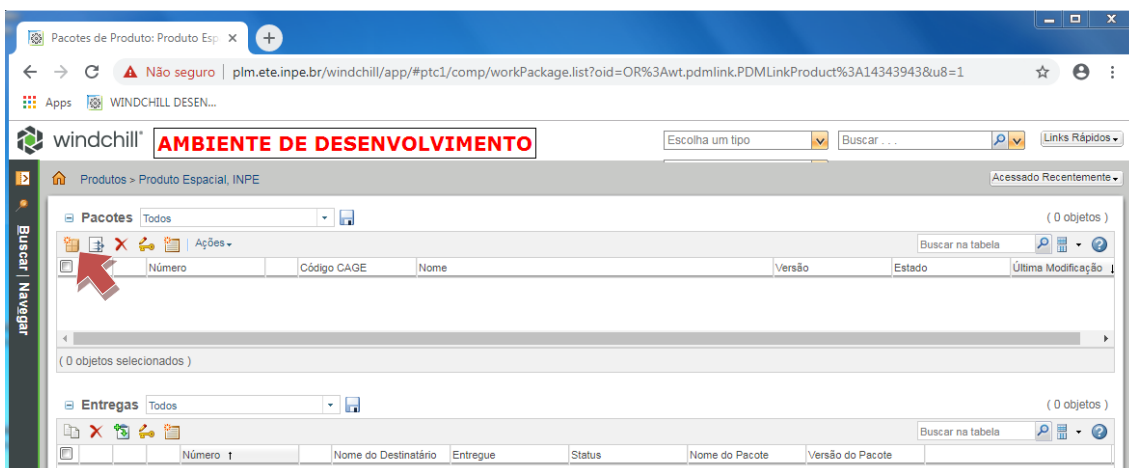 Pacotes de Produto: Produto Esp
Não seguro | plm.ete.inpe.br/windchill/app/#ptc1/comp/workPackage.list?oid=OR%3Awt.pdmlink.PDMLinkProduct%3A14343943&u8=1
Apps WINDCHILL DESEN...
windchill AMBIENTE DE DESENVOLVIMENTO Escolha um tipo Buscar . . . Links Rápidos
Produtos > Produto Espacial, INPE Acessado Recentemente
Buscar | Navegar
Pacotes Todos ( 0 objetos )
Ações Buscar na tabela
Número Código CAGE Nome Versão Estado Última Modificação
( 0 objetos selecionados )
Entregas Todos ( 0 objetos )
Buscar na tabela
Número Nome do Destinatário Entregue Status Nome do Pacote Versão do Pacote